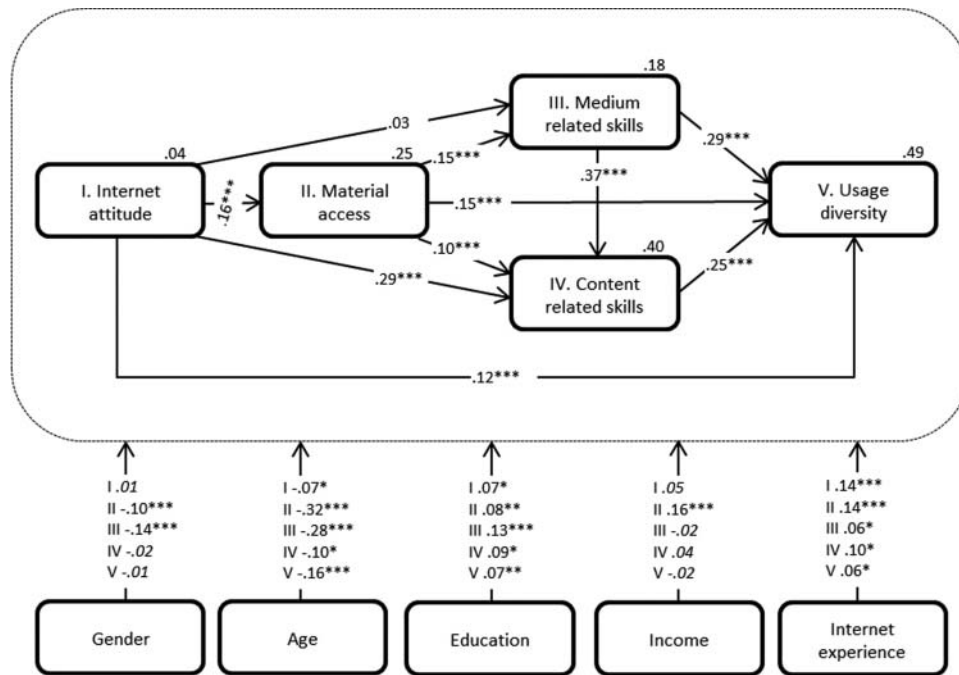 .18
III. Medium
related skills
.03
.29***
.04
.25
.15***
.49
I. Internet
attitude
.16***
II. Material
access
.37***
.15***
V. Usage
diversity
.10***
.40
.29***
IV. Content
related skills
.25***
.12***
I .01
II -.10***
III -.14***
IV -.02
V -.01
I -.07*
II -.32***
III -.28***
IV -.10*
V -.16***
I .07*
II .08**
III .13***
IV .09*
V .07**
I .05
II .16***
III -.02
IV .04
V -.02
I .14***
II .14***
III .06*
IV .10*
V .06*
Gender
Age
Education
Income
Internet
experience